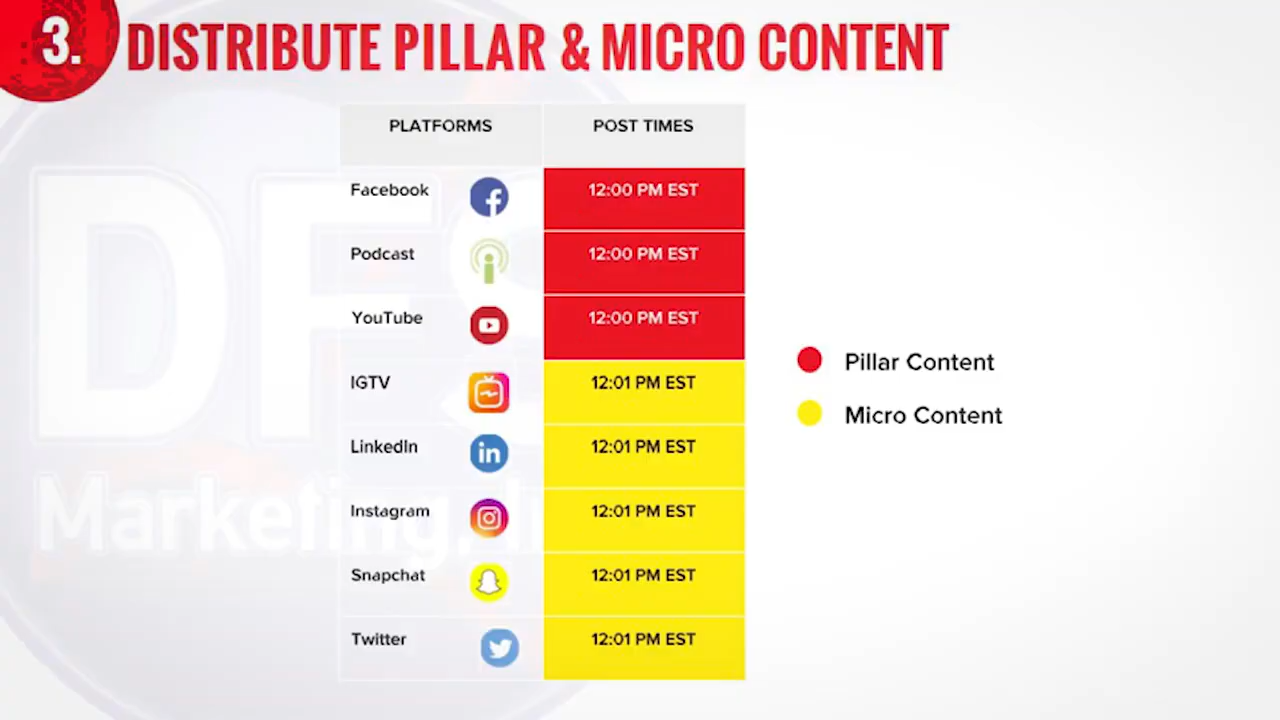 3. DISTRIBUTE PILLAR & MICRO CONTENT
PLATFORMS POST TIMES
Facebook 12:00 PM EST
Podcast 12:00 PM EST
YouTube 12:00 PM EST
IGTV 12:01 PM EST
LinkedIn 12:01 PM EST
Instagram 12:01 PM EST
Snapchat 12:01 PM EST
Twitter 12:01 PM EST
Pillar Content
Micro Content
DFS
Marketing,